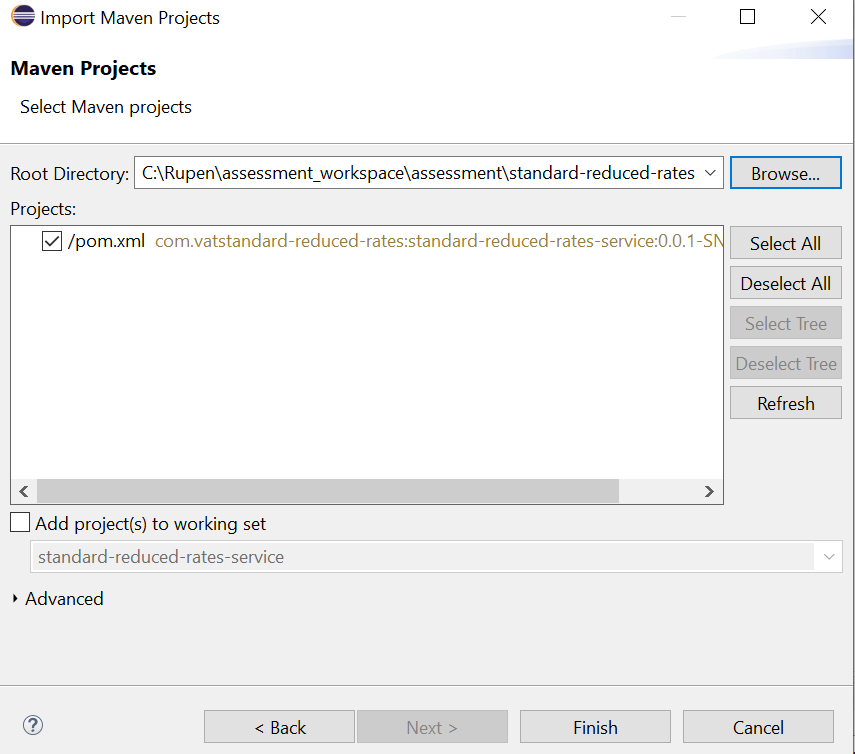 Import Maven Projects
Maven Projects
Select Maven projects
Root Directory: C:\Rupen\assessment_workspace\assessment\standard-reduced-rates Browse...
Projects:
/pom.xml com.vatstandard-reduced-rates:standard-reduced-rates-service:0.0.1-SN
Select All
Deselect All
Select Tree
Deselect Tree
Refresh
Add project(s) to working set
standard-reduced-rates-service
Advanced
? < Back Next > Finish Cancel